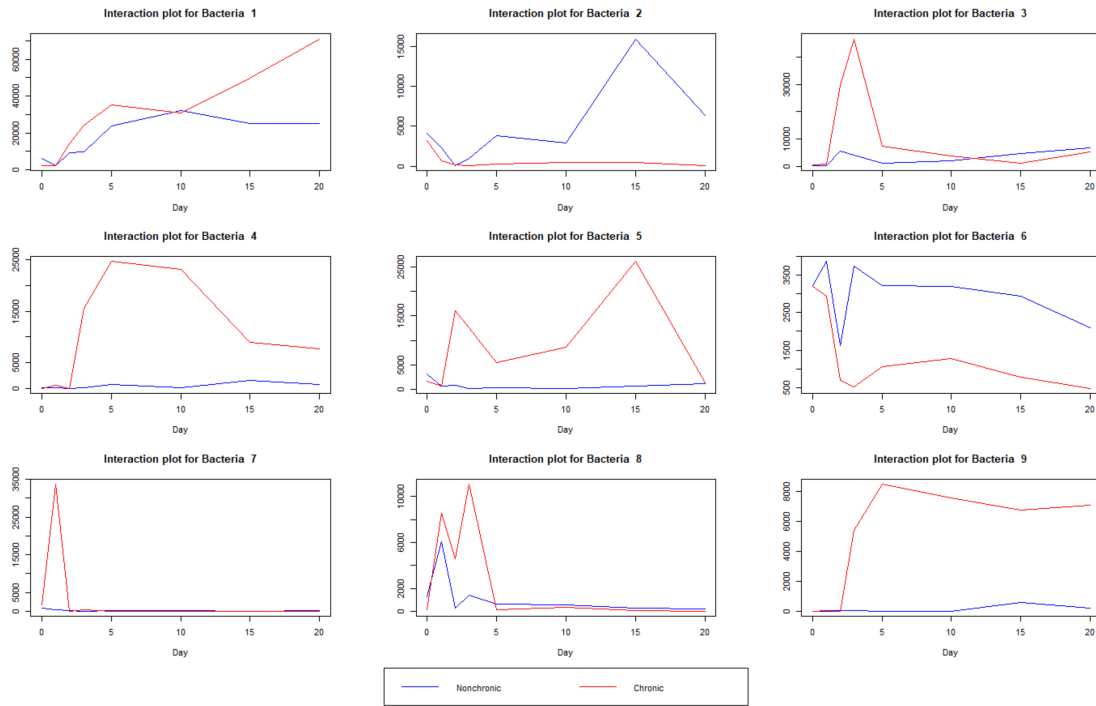 Interaction plot for Bacteria 1
0 20000 40000 60000
0 5 10 15 20
Day
Interaction plot for Bacteria 2
0 5000 10000 15000
0 5 10 15 20
Day
Interaction plot for Bacteria 3
0 10000 30000
0 5 10 15 20
Day
Interaction plot for Bacteria 4
0 5000 15000 25000
0 5 10 15 20
Day
Interaction plot for Bacteria 5
0 5000 15000 25000
0 5 10 15 20
Day
Interaction plot for Bacteria 6
500 1500 2500 3500
0 5 10 15 20
Day
Interaction plot for Bacteria 7
0 5000 15000 25000 35000
0 5 10 15 20
Day
Interaction plot for Bacteria 8
0 2000 6000 10000
0 5 10 15 20
Day
Interaction plot for Bacteria 9
0 2000 4000 6000 8000
0 5 10 15 20
Day
Nonchronic Chronic